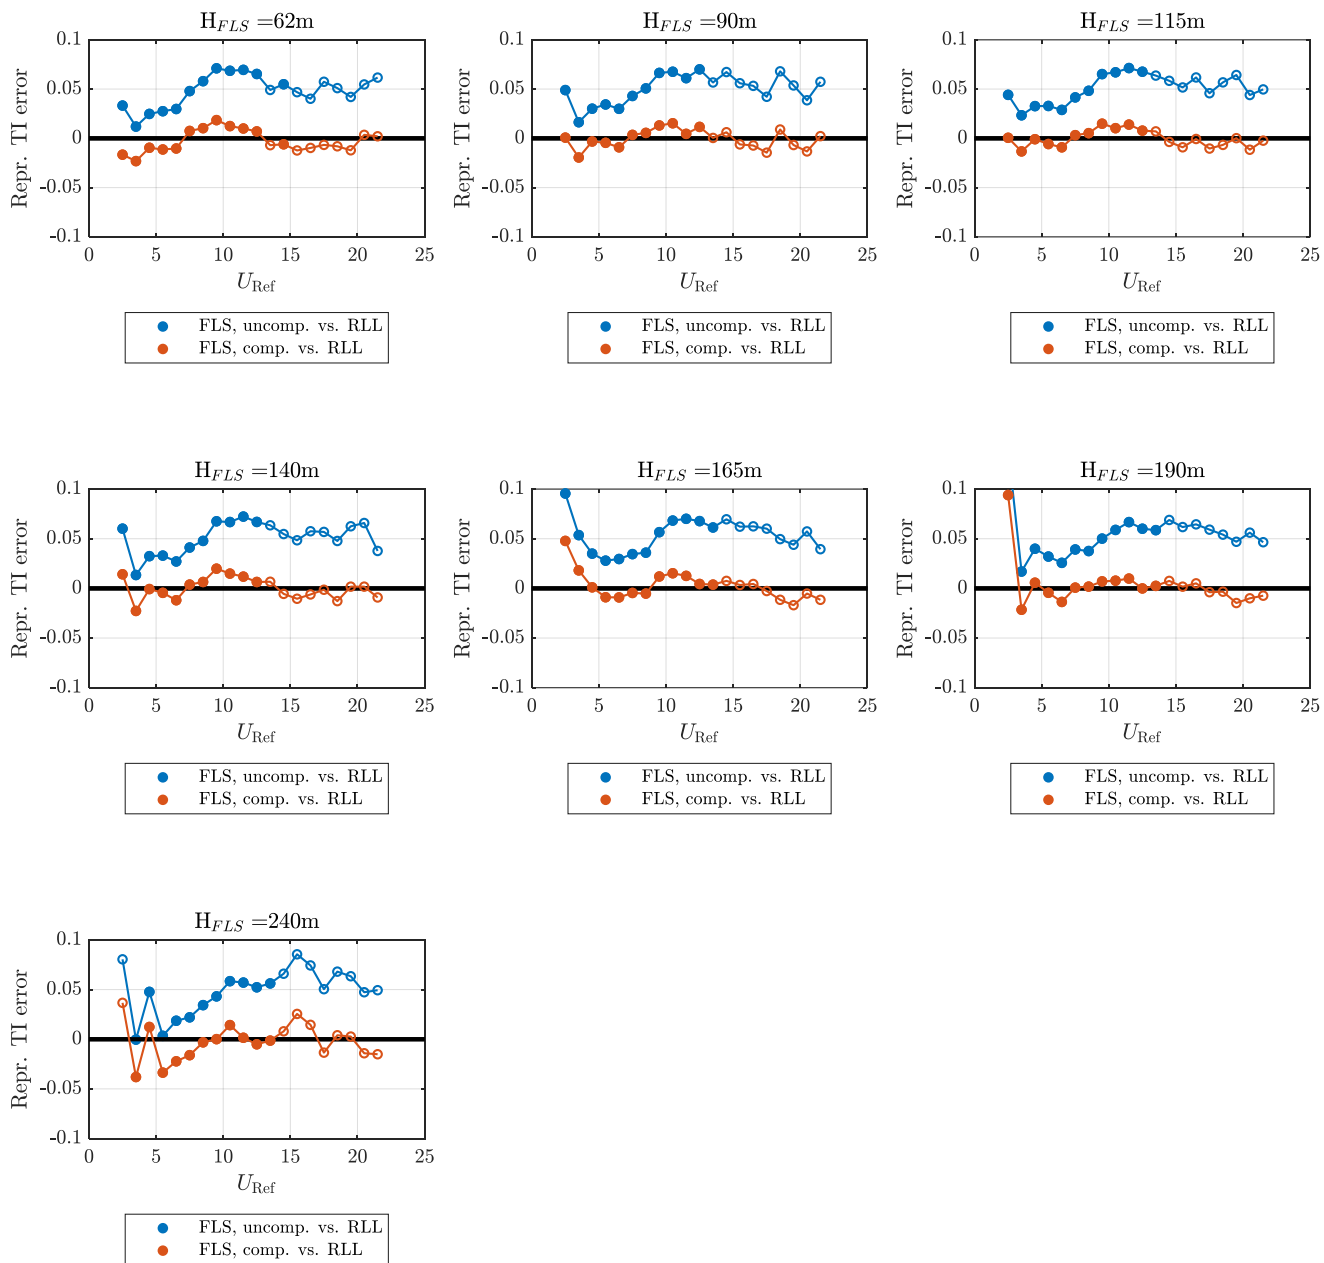 H_FLS =62m
0.1
0.05
0
-0.05
-0.1
Repr. TI error
0 5 10 15 20 25
U_Ref
FLS, uncomp. vs. RLL
FLS, comp. vs. RLL
H_FLS =90m
0.1
0.05
0
-0.05
-0.1
Repr. TI error
0 5 10 15 20 25
U_Ref
FLS, uncomp. vs. RLL
FLS, comp. vs. RLL
H_FLS =115m
0.1
0.05
0
-0.05
-0.1
Repr. TI error
0 5 10 15 20 25
U_Ref
FLS, uncomp. vs. RLL
FLS, comp. vs. RLL
H_FLS =140m
0.1
0.05
0
-0.05
-0.1
Repr. TI error
0 5 10 15 20 25
U_Ref
FLS, uncomp. vs. RLL
FLS, comp. vs. RLL
H_FLS =165m
0.1
0.05
0
-0.05
-0.1
Repr. TI error
0 5 10 15 20 25
U_Ref
FLS, uncomp. vs. RLL
FLS, comp. vs. RLL
H_FLS =190m
0.1
0.05
0
-0.05
-0.1
Repr. TI error
0 5 10 15 20 25
U_Ref
FLS, uncomp. vs. RLL
FLS, comp. vs. RLL
H_FLS =240m
0.1
0.05
0
-0.05
-0.1
Repr. TI error
0 5 10 15 20 25
U_Ref
FLS, uncomp. vs. RLL
FLS, comp. vs. RLL